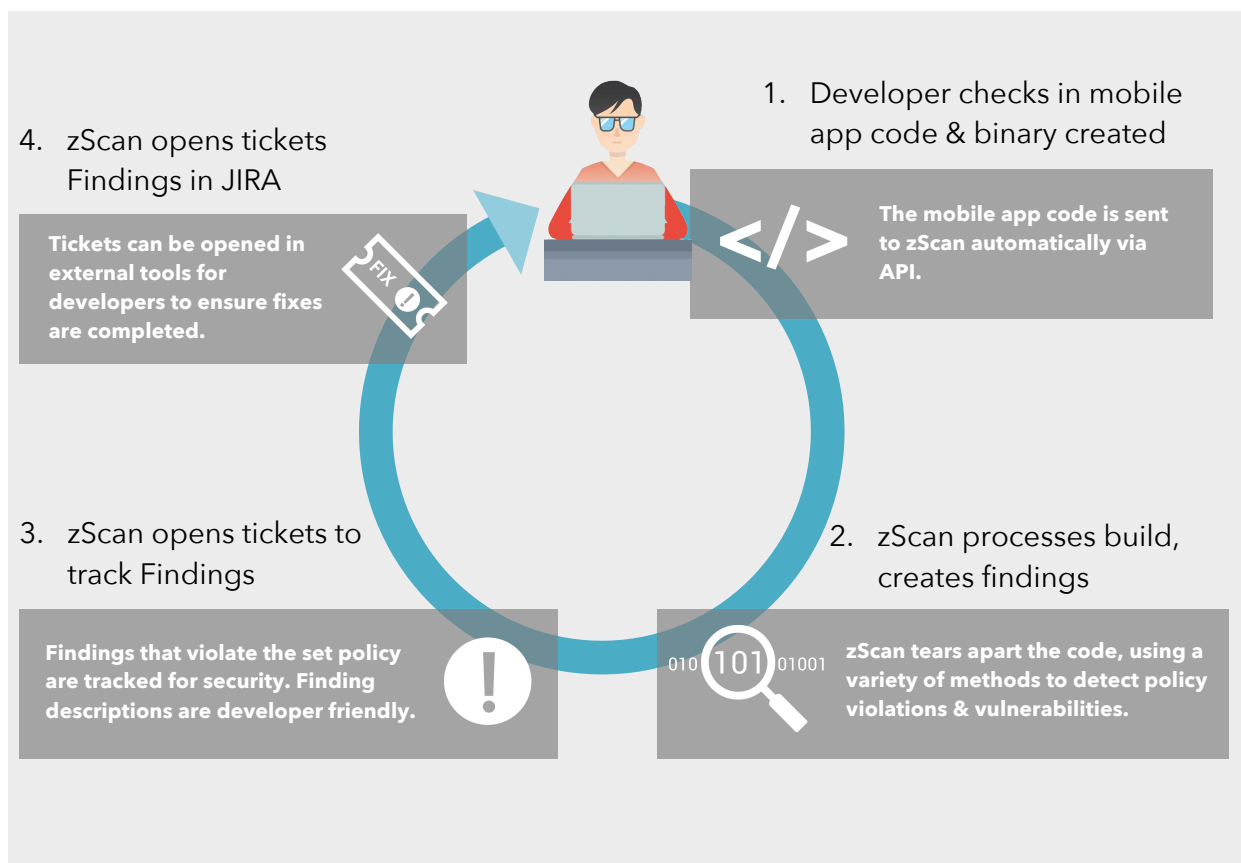 1. Developer checks in mobile
app code & binary created
</>
The mobile app code is sent
to zScan automatically via
API.
2. zScan processes build,
creates findings
010 101 01001
zScan tears apart the code, using a
variety of methods to detect policy
violations & vulnerabilities.
3. zScan opens tickets to
track Findings
Findings that violate the set policy
are tracked for security. Finding
descriptions are developer friendly.
!
4. zScan opens tickets
Findings in JIRA
Tickets can be opened in
external tools for
developers to ensure fixes
are completed.
FIX !